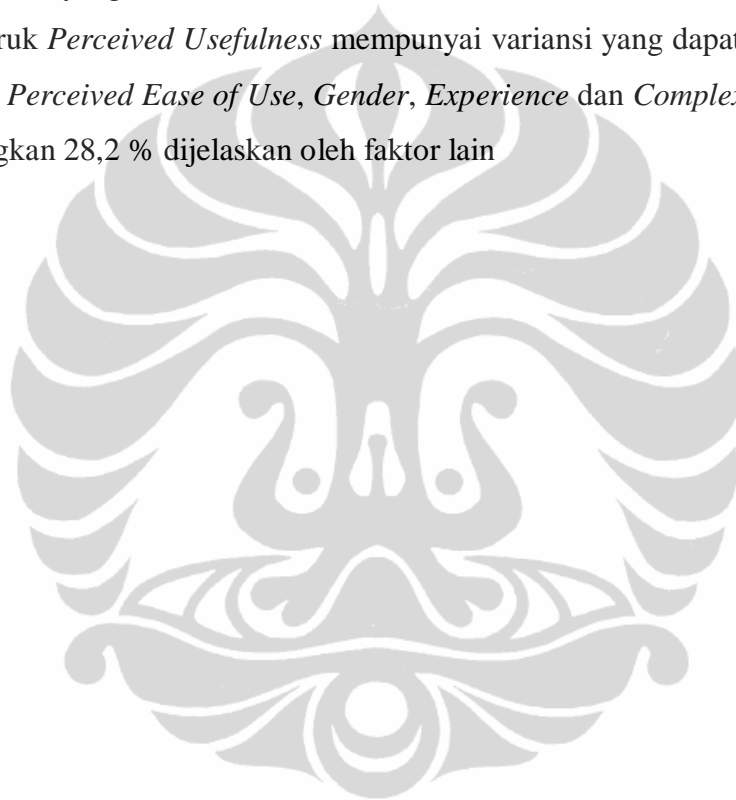 ruk Perceived Usefulness mempunyai variansi yang dapat
Perceived Ease of Use, Gender, Experience dan Complex
gkan 28,2 % dijelaskan oleh faktor lain